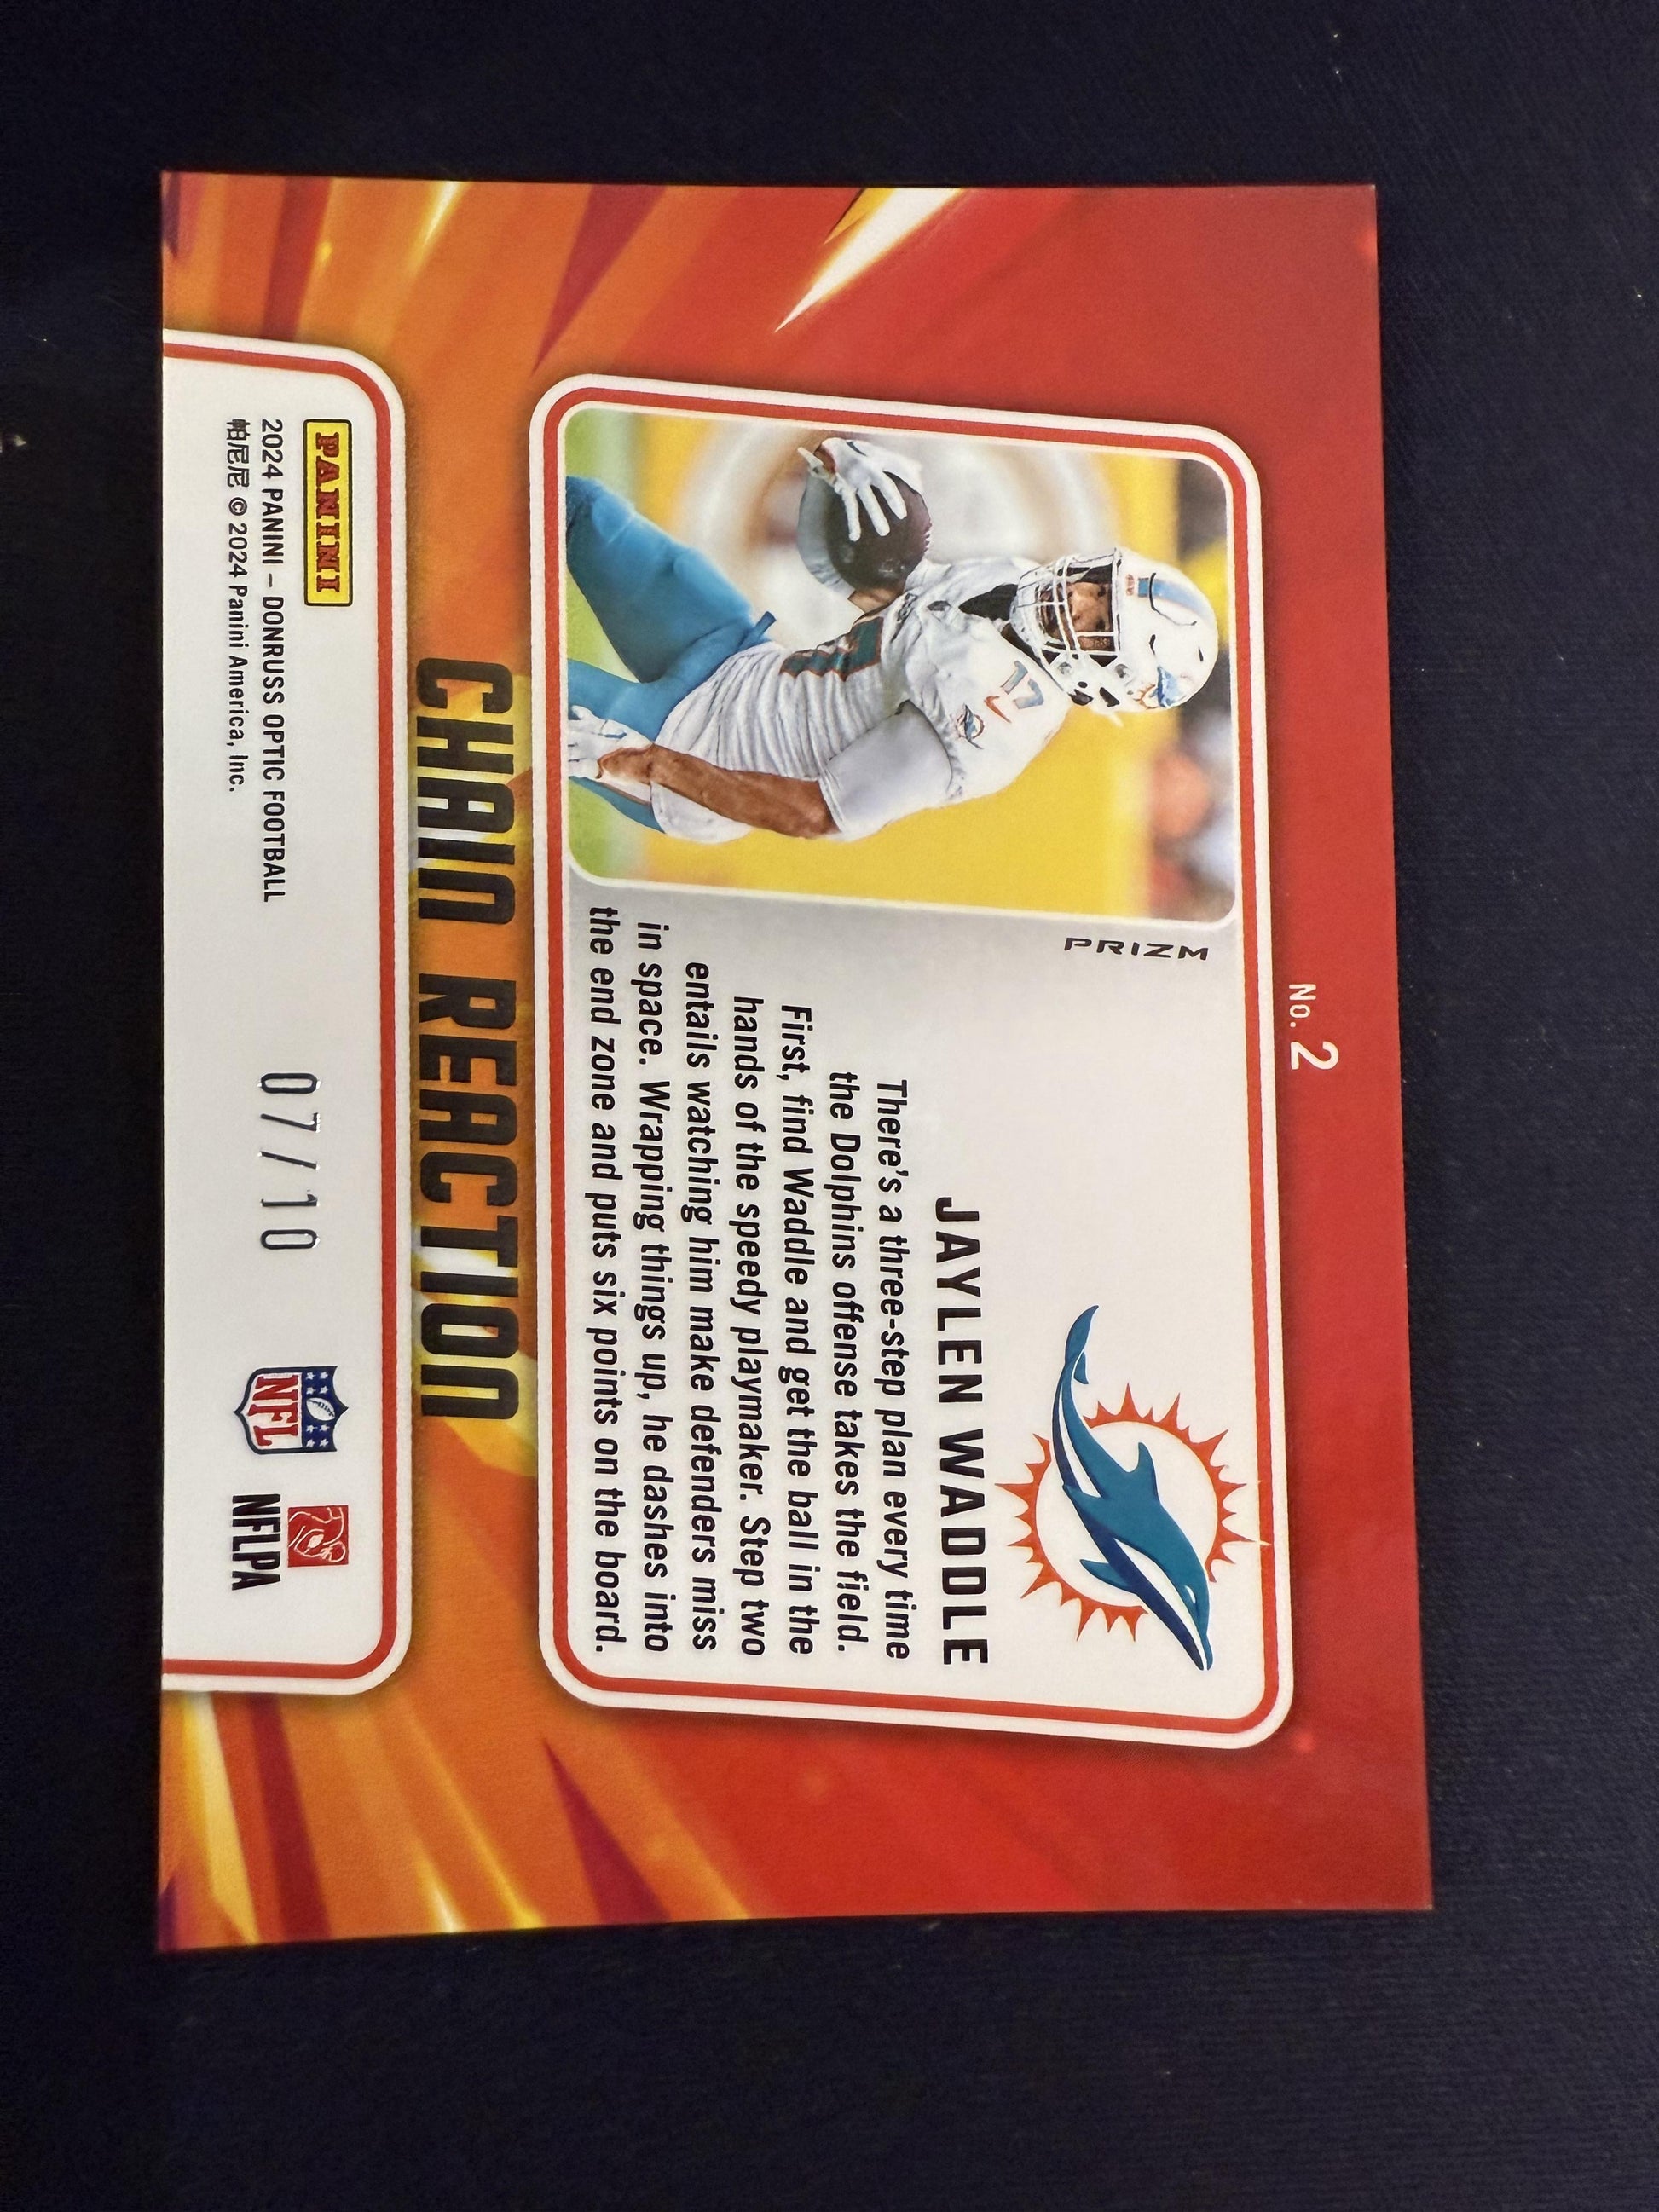 No. 2
PRIZM
JAYLEN WADDLE
There's a three-step plan every time
the Dolphins offense takes the field.
First, find Waddle and get the ball in the
hands of the speedy playmaker. Step two
entails watching him make defenders miss
in space. Wrapping things up, he dashes into
the end zone and puts six points on the board.
17
CHAIN REACTION
PANINI
2024 PANINI – DONRUSS OPTIC FOOTBALL
帕尼尼 © 2024 Panini America, Inc.
07/10
NFL
NFLPA